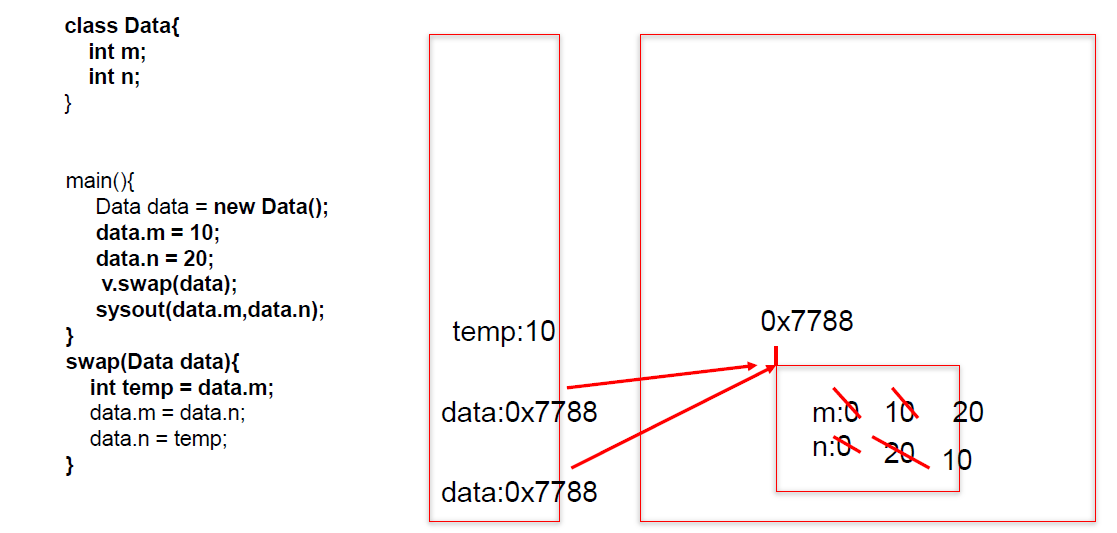 class Data{
int m;
int n;
}
main(){
Data data = new Data();
data.m = 10;
data.n = 20;
v.swap(data);
sysout(data.m,data.n);
}
swap(Data data){
int temp = data.m;
data.m = data.n;
data.n = temp;
}
temp:10
data:0x7788
data:0x7788
0x7788
m:0 10 20
n:0 20 10